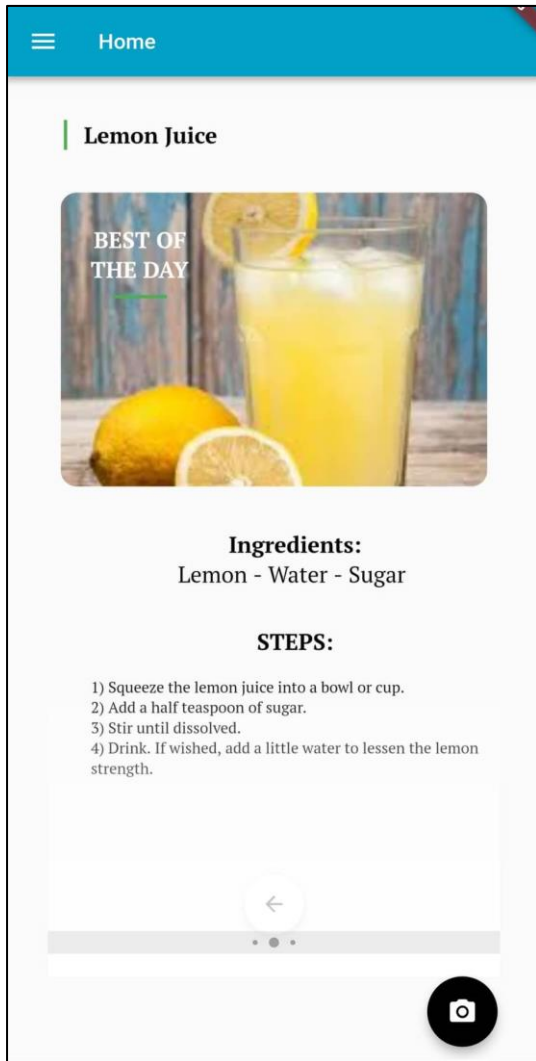 Home
Lemon Juice
BEST OF
THE DAY
Ingredients:
Lemon - Water - Sugar
STEPS:
1) Squeeze the lemon juice into a bowl or cup.
2) Add a half teaspoon of sugar.
3) Stir until dissolved.
4) Drink. If wished, add a little water to lessen the lemon
strength.